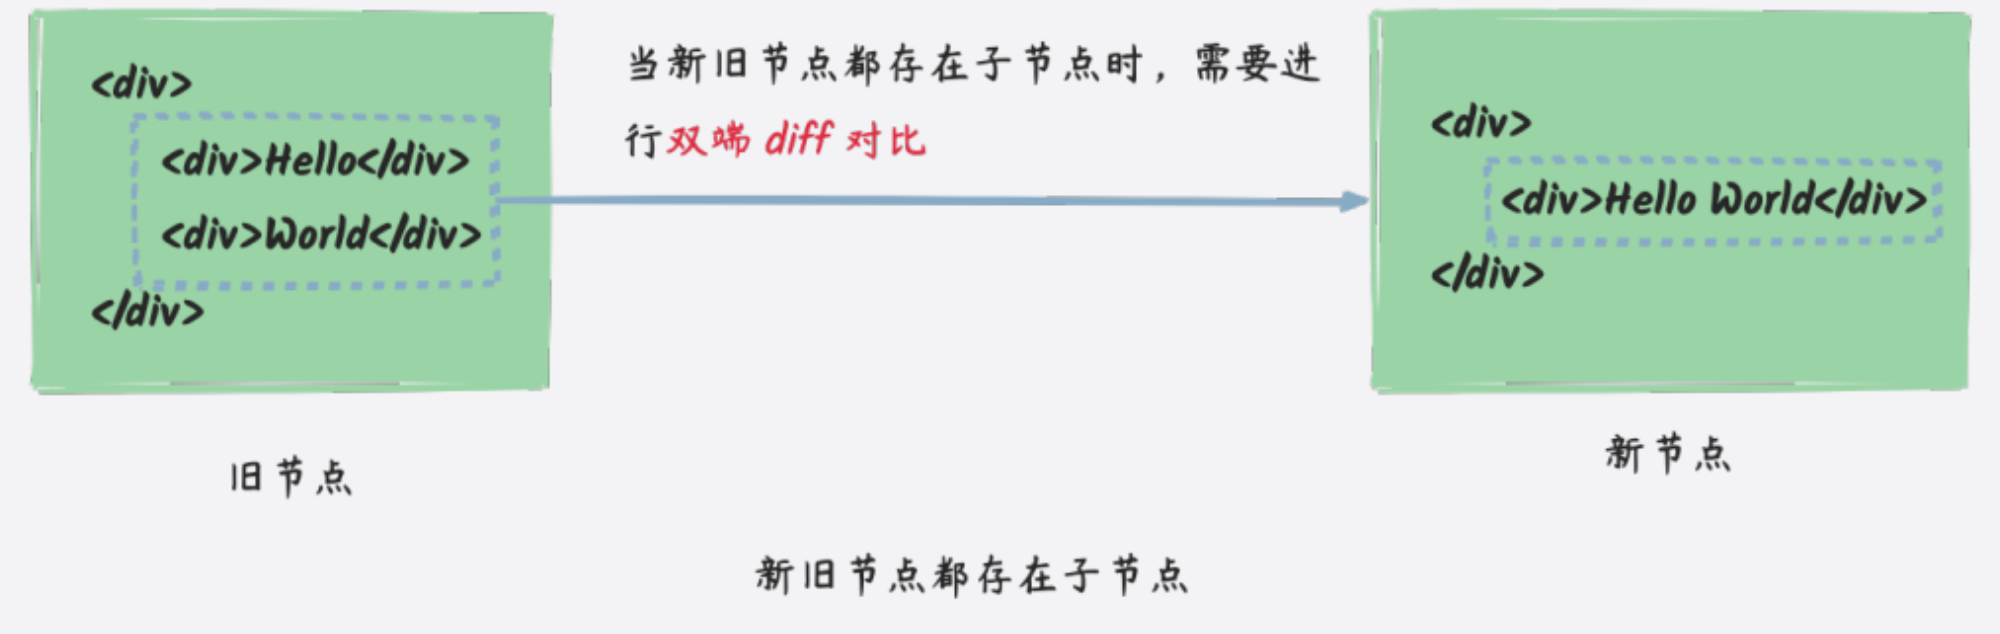 <div>
<div>Hello</div>
<div>World</div>
</div>
旧节点
当新旧节点都存在子节点时，需要进
行双端 diff 对比
<div>
<div>Hello World</div>
</div>
新节点
新旧节点都存在子节点